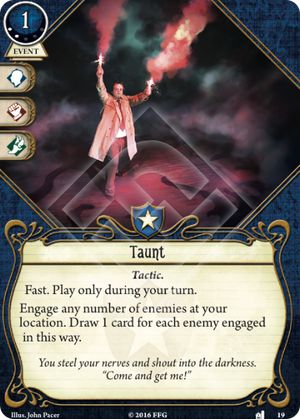 1
EVENT
Taunt
Tactic.
Fast. Play only during your turn.
Engage any number of enemies at your
location. Draw 1 card for each enemy engaged
in this way.
You steel your nerves and shout into the darkness.
"Come and get me!"
Illus. John Pacer © 2016 FFG 19